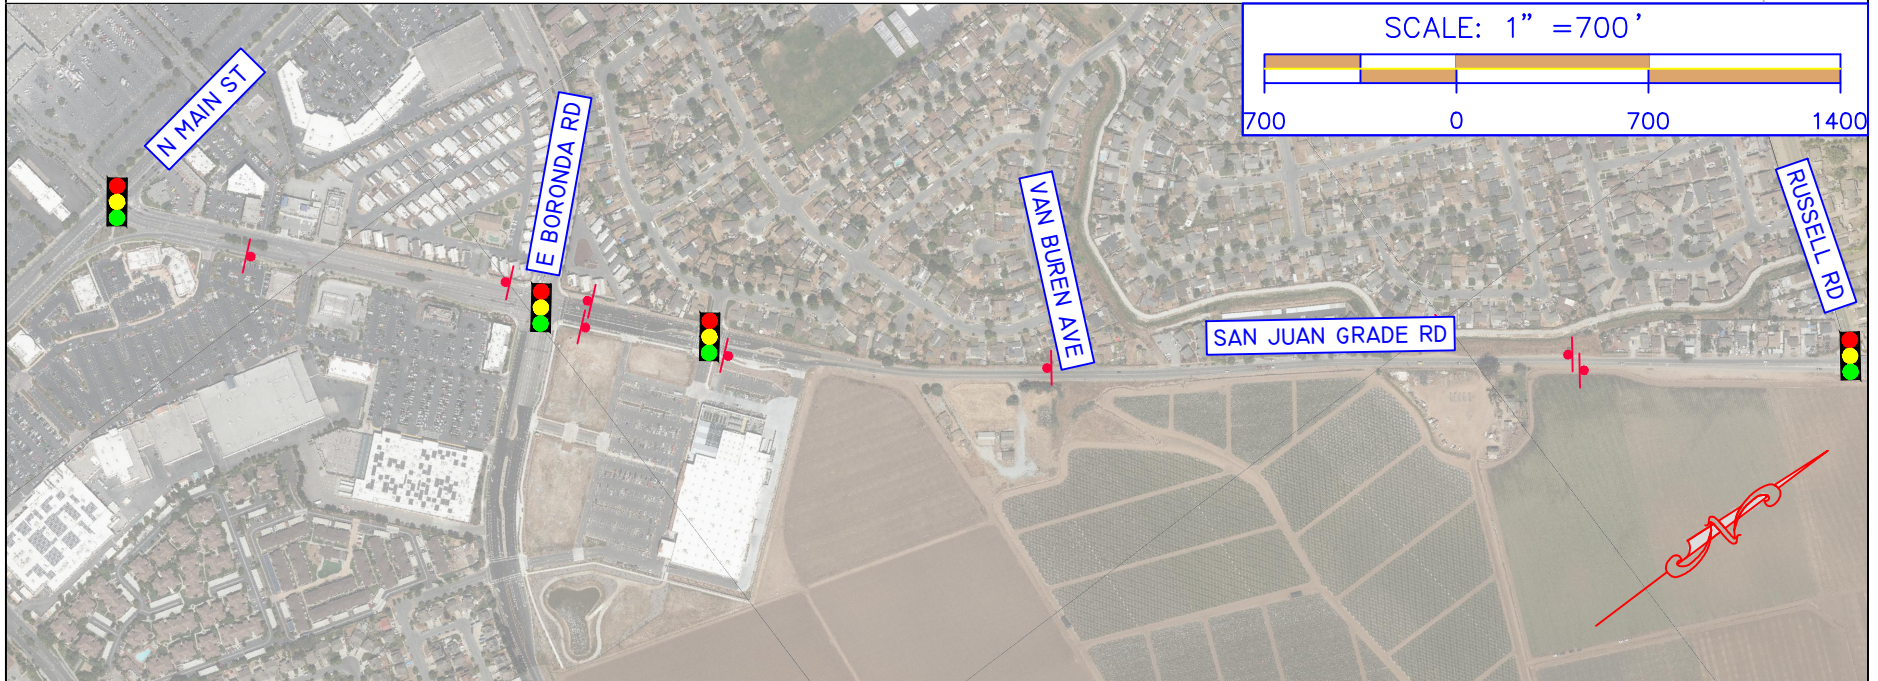 SCALE: 1” =700’
700 0 700 1400
N MAIN ST
E BORONDA RD
VAN BUREN AVE
SAN JUAN GRADE RD
RUSSELL RD